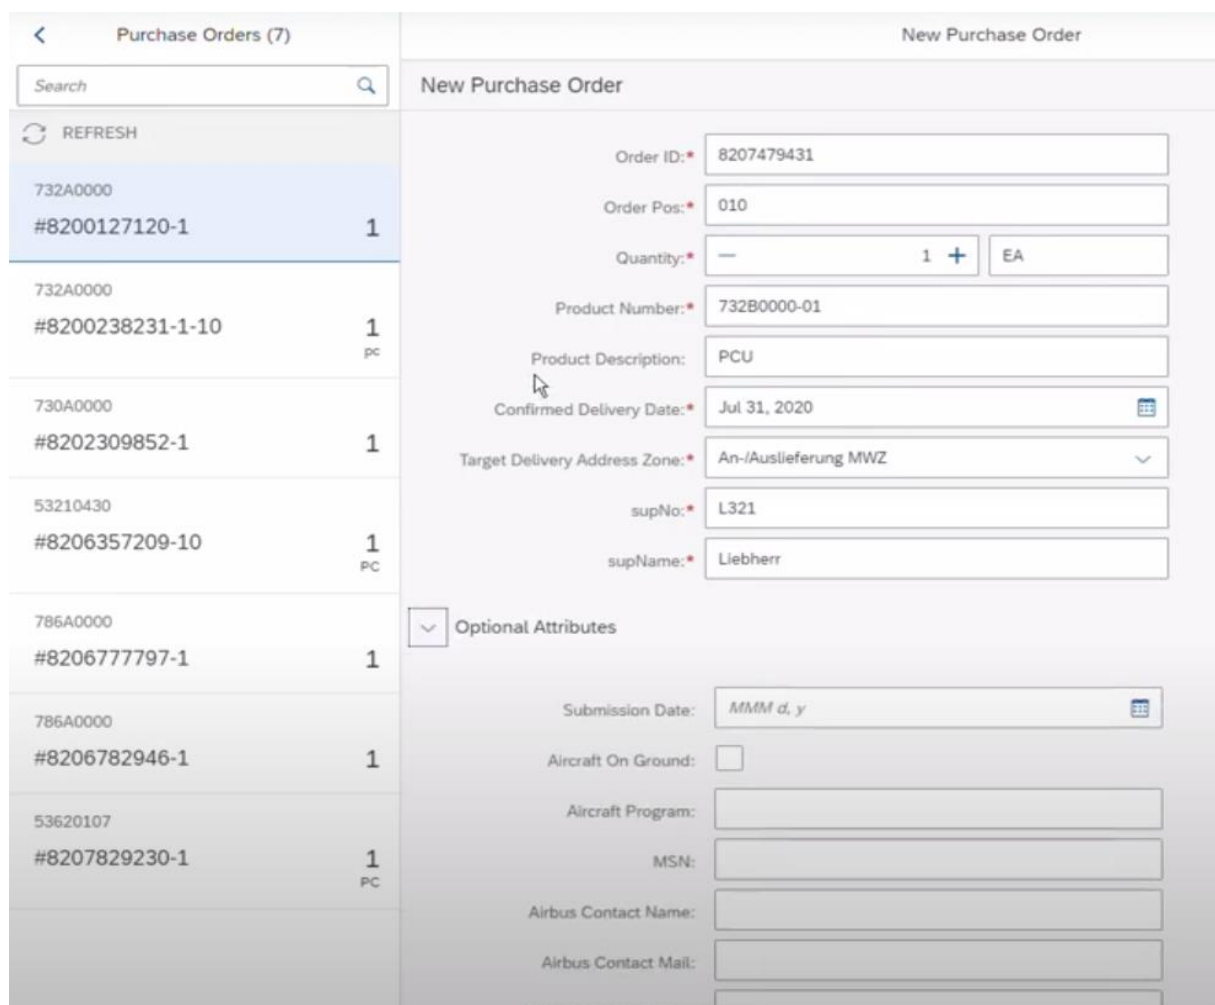 Purchase Orders (7)
Search
REFRESH
732A0000
#8200127120-1 1
732A0000
#8200238231-1-10 1
pc
730A0000
#8202309852-1 1
53210430
#8206357209-10 1
PC
786A0000
#8206777797-1 1
786A0000
#8206782946-1 1
53620107
#8207829230-1 1
PC
New Purchase Order
New Purchase Order
Order ID:* 8207479431
Order Pos:* 010
Quantity:* — 1 + EA
Product Number:* 732B0000-01
Product Description: PCU
Confirmed Delivery Date:* Jul 31, 2020
Target Delivery Address Zone:* An-/Auslieferung MWZ
supNo:* L321
supName:* Liebherr
Optional Attributes
Submission Date: MMM d, y
Aircraft On Ground:
Aircraft Program:
MSN:
Airbus Contact Name:
Airbus Contact Mail: